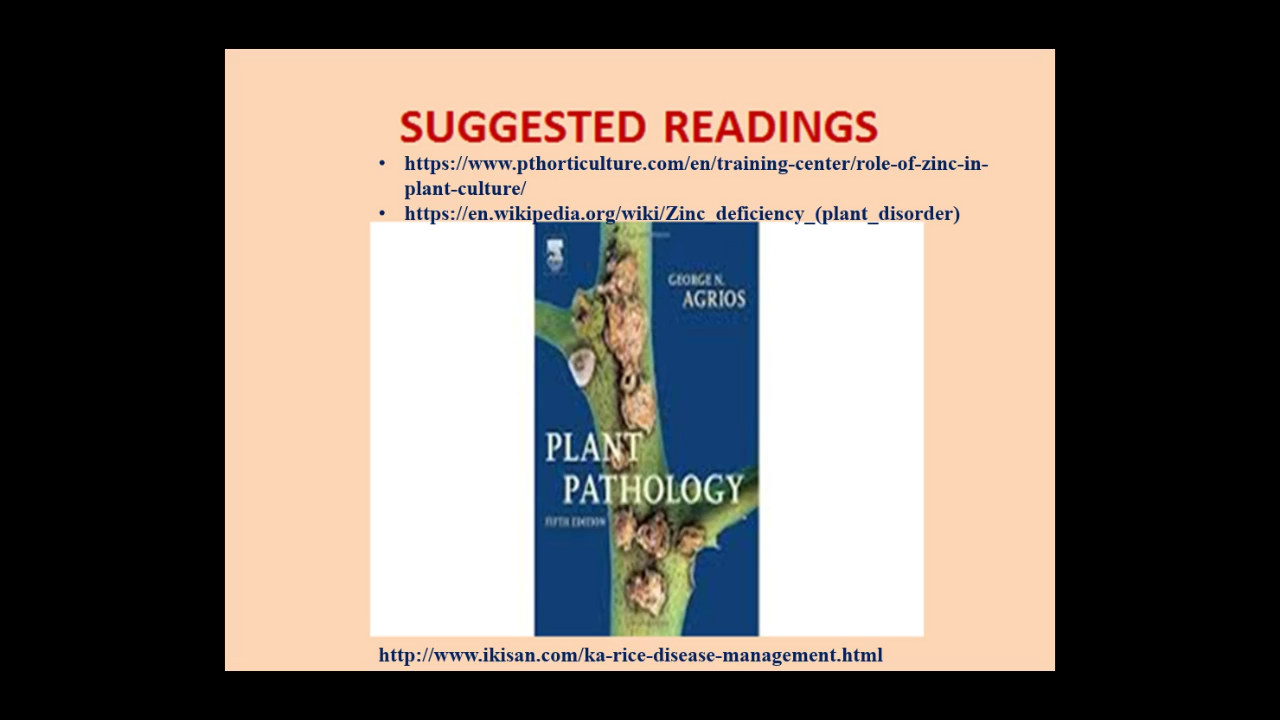 SUGGESTED READINGS
• https://www.pthorticulture.com/en/training-center/role-of-zinc-in-
plant-culture/
• https://en.wikipedia.org/wiki/Zinc_deficiency_(plant_disorder)
GEORGE N.
AGRIOS
PLANT
PATHOLOGY
FIFTH EDITION
http://www.ikisan.com/ka-rice-disease-management.html